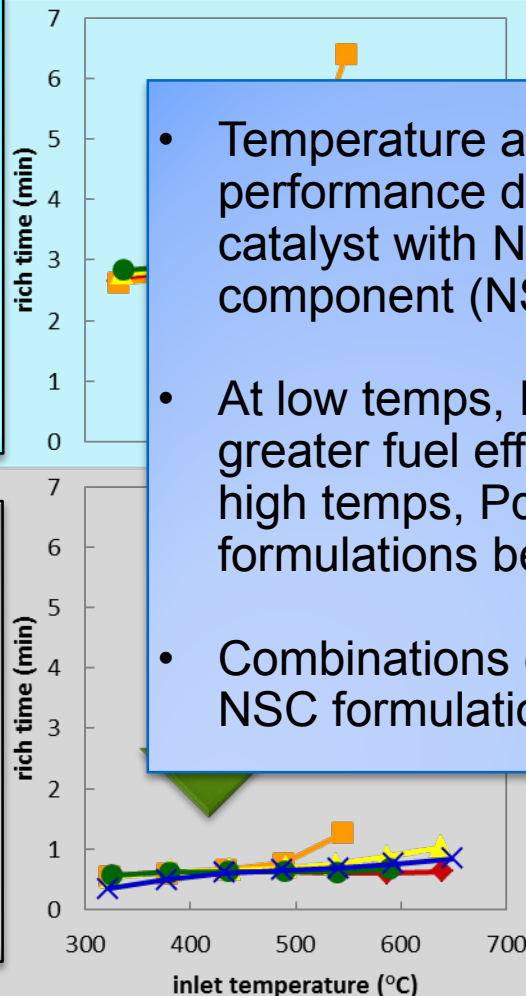 7
6
5
4
3
2
1
0
rich time (min)
• Temperature a
performance d
catalyst with N
component (NS
• At low temps,
greater fuel eff
high temps,
formulations be
• Combinations
NSC formulatio
7
6
5
4
3
2
1
0
rich time (min)
300 400 500 600 700
inlet temperature (°C)